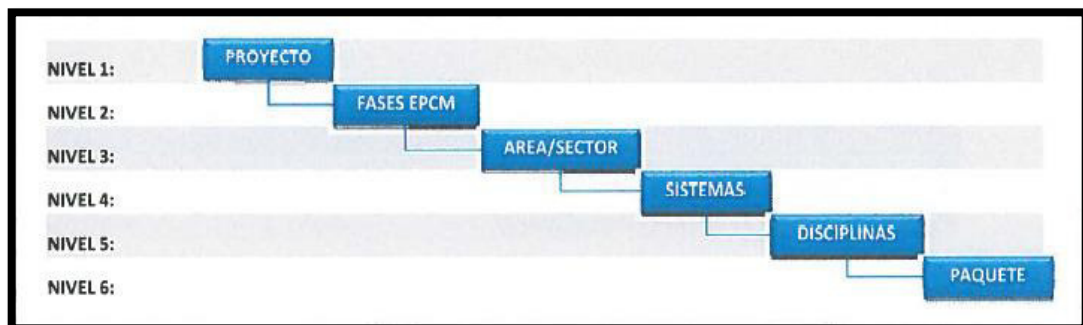 NIVEL 1: PROYECTO
NIVEL 2: FASES EPCM
NIVEL 3: AREA/SECTOR
NIVEL 4: SISTEMAS
NIVEL 5: DISCIPLINAS
NIVEL 6: PAQUETE